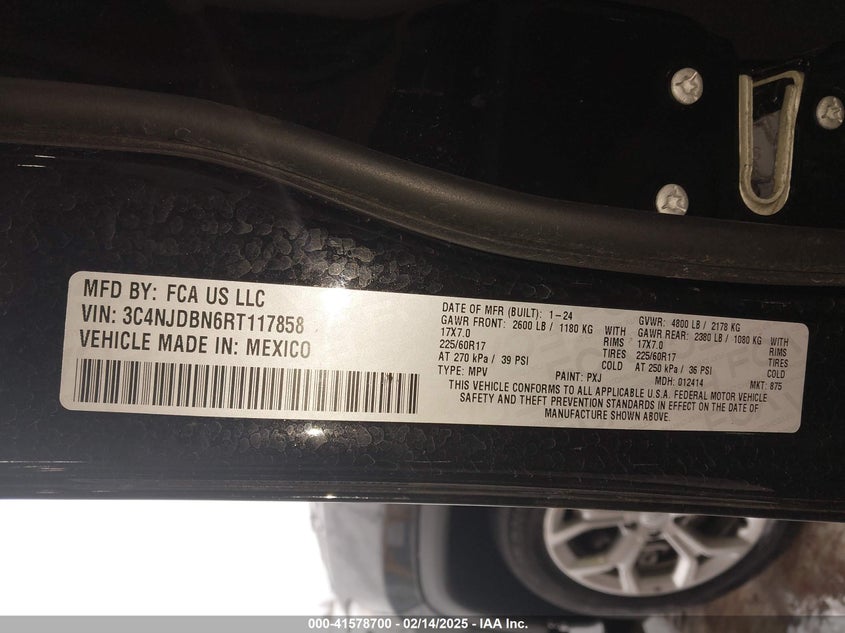 MFD BY: FCA US LLC
VIN: 3C4NJDBN6RT117858
VEHICLE MADE IN: MEXICO
DATE OF MFR (BUILT): 1-24
GAWR FRONT: 2600 LB / 1180 KG WITH
17X7.0 RIMS
225/60R17 TIRES
AT 270 kPa / 39 PSI COLD
TYPE: MPV PAINT: PXJ
GVWR: 4800 LB / 2178 KG
GAWR REAR: 2380 LB / 1080 KG WITH
17X7.0 RIMS
225/60R17 TIRES
AT 250 kPa / 36 PSI COLD
MDH: 012414 MKT: 875
THIS VEHICLE CONFORMS TO ALL APPLICABLE U.S.A. FEDERAL MOTOR VEHICLE
SAFETY AND THEFT PREVENTION STANDARDS IN EFFECT ON THE DATE OF
MANUFACTURE SHOWN ABOVE.
000-41578700 - 02/14/2025 - IAA Inc.